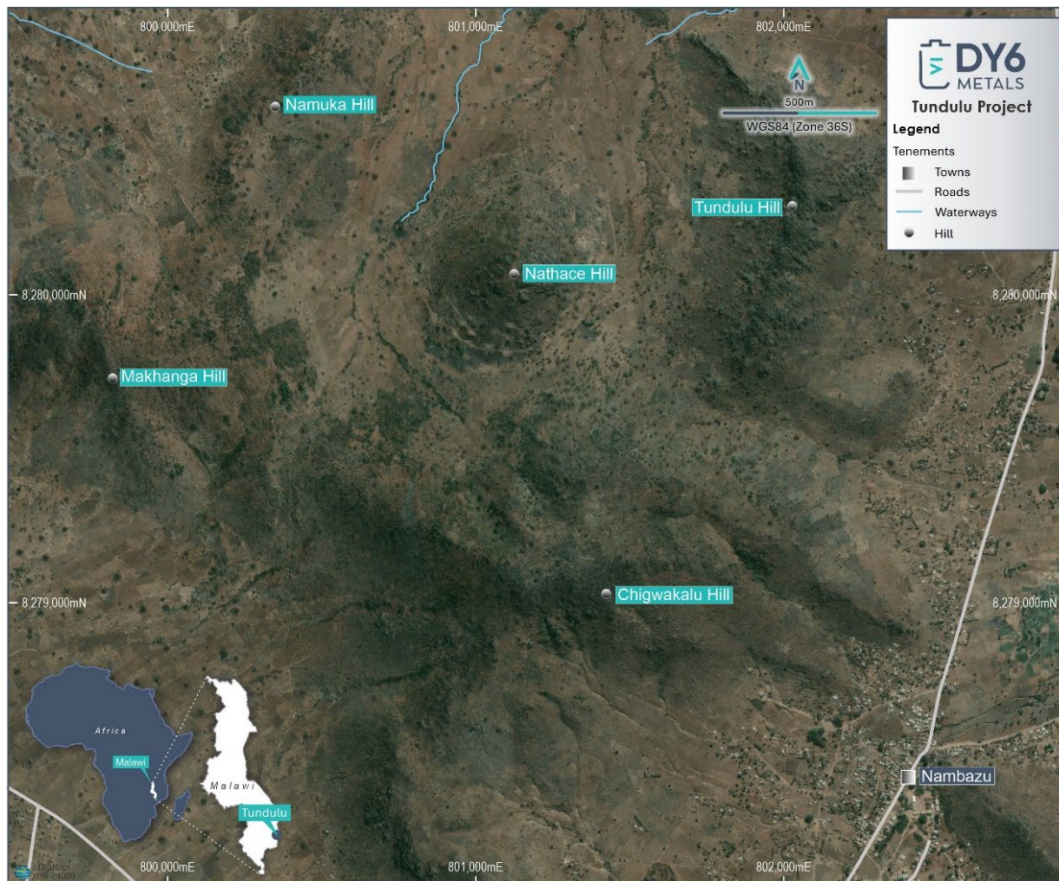 800,000mE
801,000mE
802,000mE
DY6
METALS
Tundulu Project
Legend
Tenements
Towns
Roads
Waterways
Hill
Namuka Hill
N
500m
WGS84 (Zone 36S)
Tundulu Hill
Nathace Hill
8,280,000mN
8,280,000mN
Makhanga Hill
8,279,000mN
8,279,000mN
Chigwakalu Hill
Africa
Malawi
Malawi
Tundulu
Nambazu
800,000mE
801,000mE
802,000mE